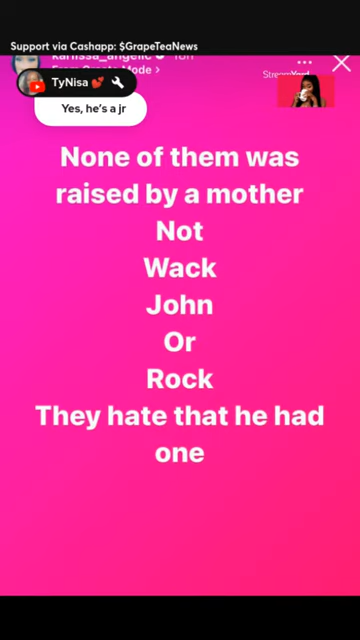 Support via Cashapp: $GrapeTeaNews
TyNisa
Yes, he's a jr
None of them was
raised by a mother
Not
Wack
John
Or
Rock
They hate that he had
one